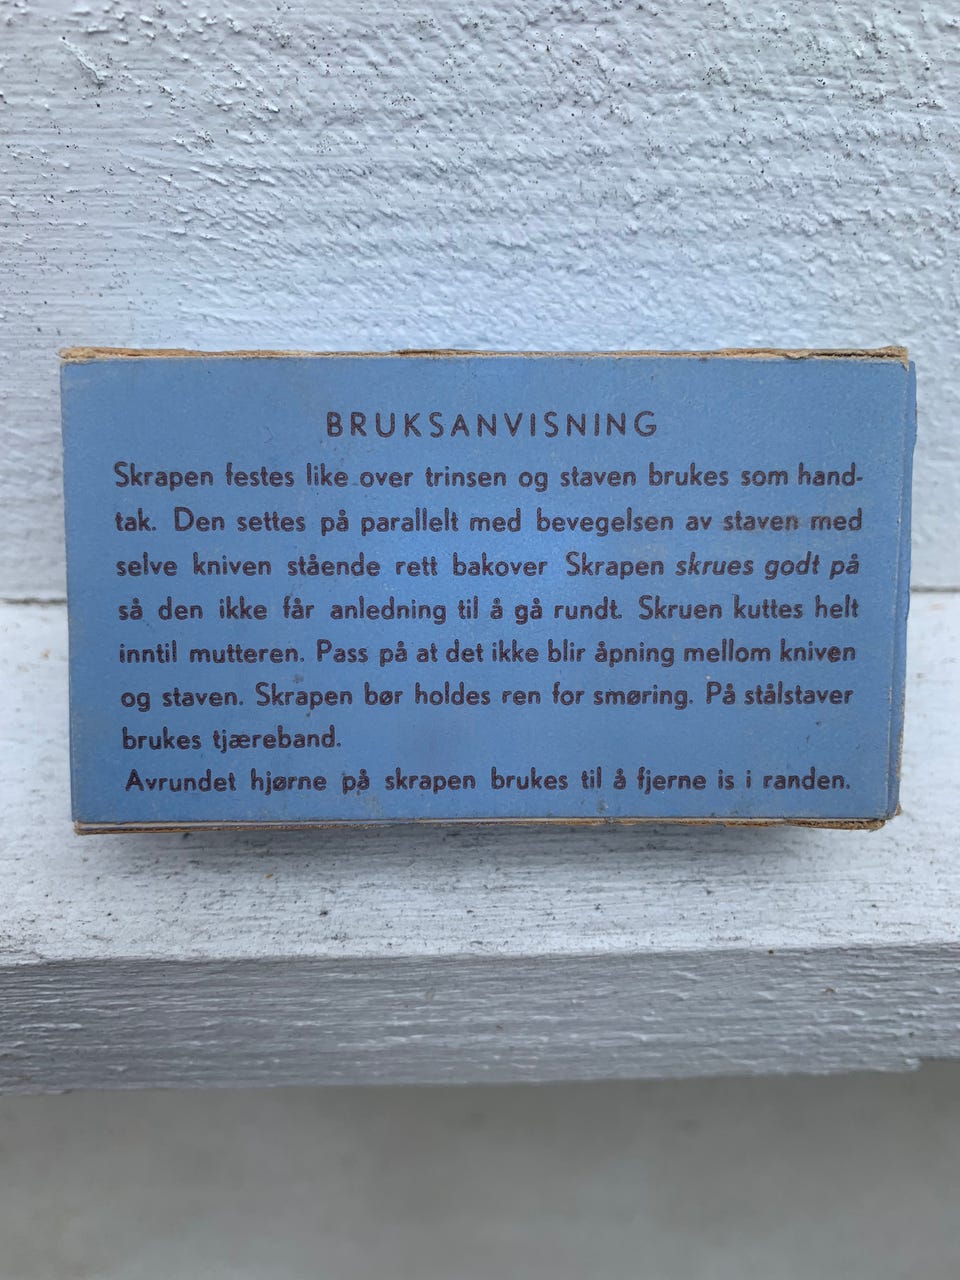 BRUKSANVISNING
Skrapen festes like over trinsen og staven brukes som hand-
tak. Den settes på parallelt med bevegelsen av staven med
selve kniven stående rett bakover Skrapen skrues godt på
så den ikke får anledning til å gå rundt. Skruen kuttes helt
inntil mutteren. Pass på at det ikke blir åpning mellom kniven
og staven. Skrapen bør holdes ren for smøring. På stålstaver
brukes tjæreband.
Avrundet hjørne på skrapen brukes til å fjerne is i randen.